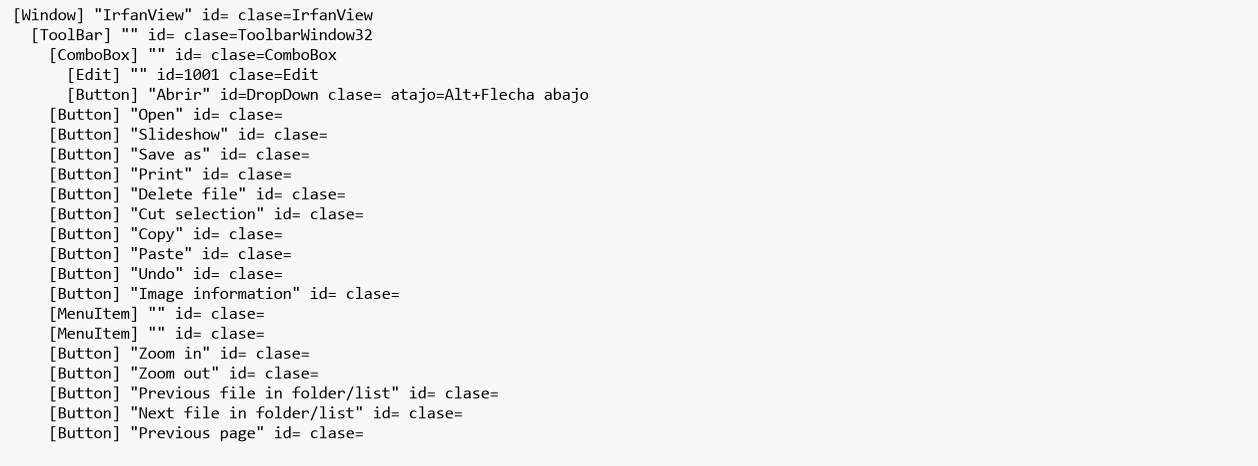 [Window] "IrfanView" id= clase=IrfanView
[ToolBar] "" id= clase=ToolbarWindow32
[ComboBox] "" id= clase=ComboBox
[Edit] "" id=1001 clase=Edit
[Button] "Abrir" id=DropDown clase= atajo=Alt+Flecha abajo
[Button] "Open" id= clase=
[Button] "Slideshow" id= clase=
[Button] "Save as" id= clase=
[Button] "Print" id= clase=
[Button] "Delete file" id= clase=
[Button] "Cut selection" id= clase=
[Button] "Copy" id= clase=
[Button] "Paste" id= clase=
[Button] "Undo" id= clase=
[Button] "Image information" id= clase=
[MenuItem] "" id= clase=
[MenuItem] "" id= clase=
[Button] "Zoom in" id= clase=
[Button] "Zoom out" id= clase=
[Button] "Previous file in folder/list" id= clase=
[Button] "Next file in folder/list" id= clase=
[Button] "Previous page" id= clase=